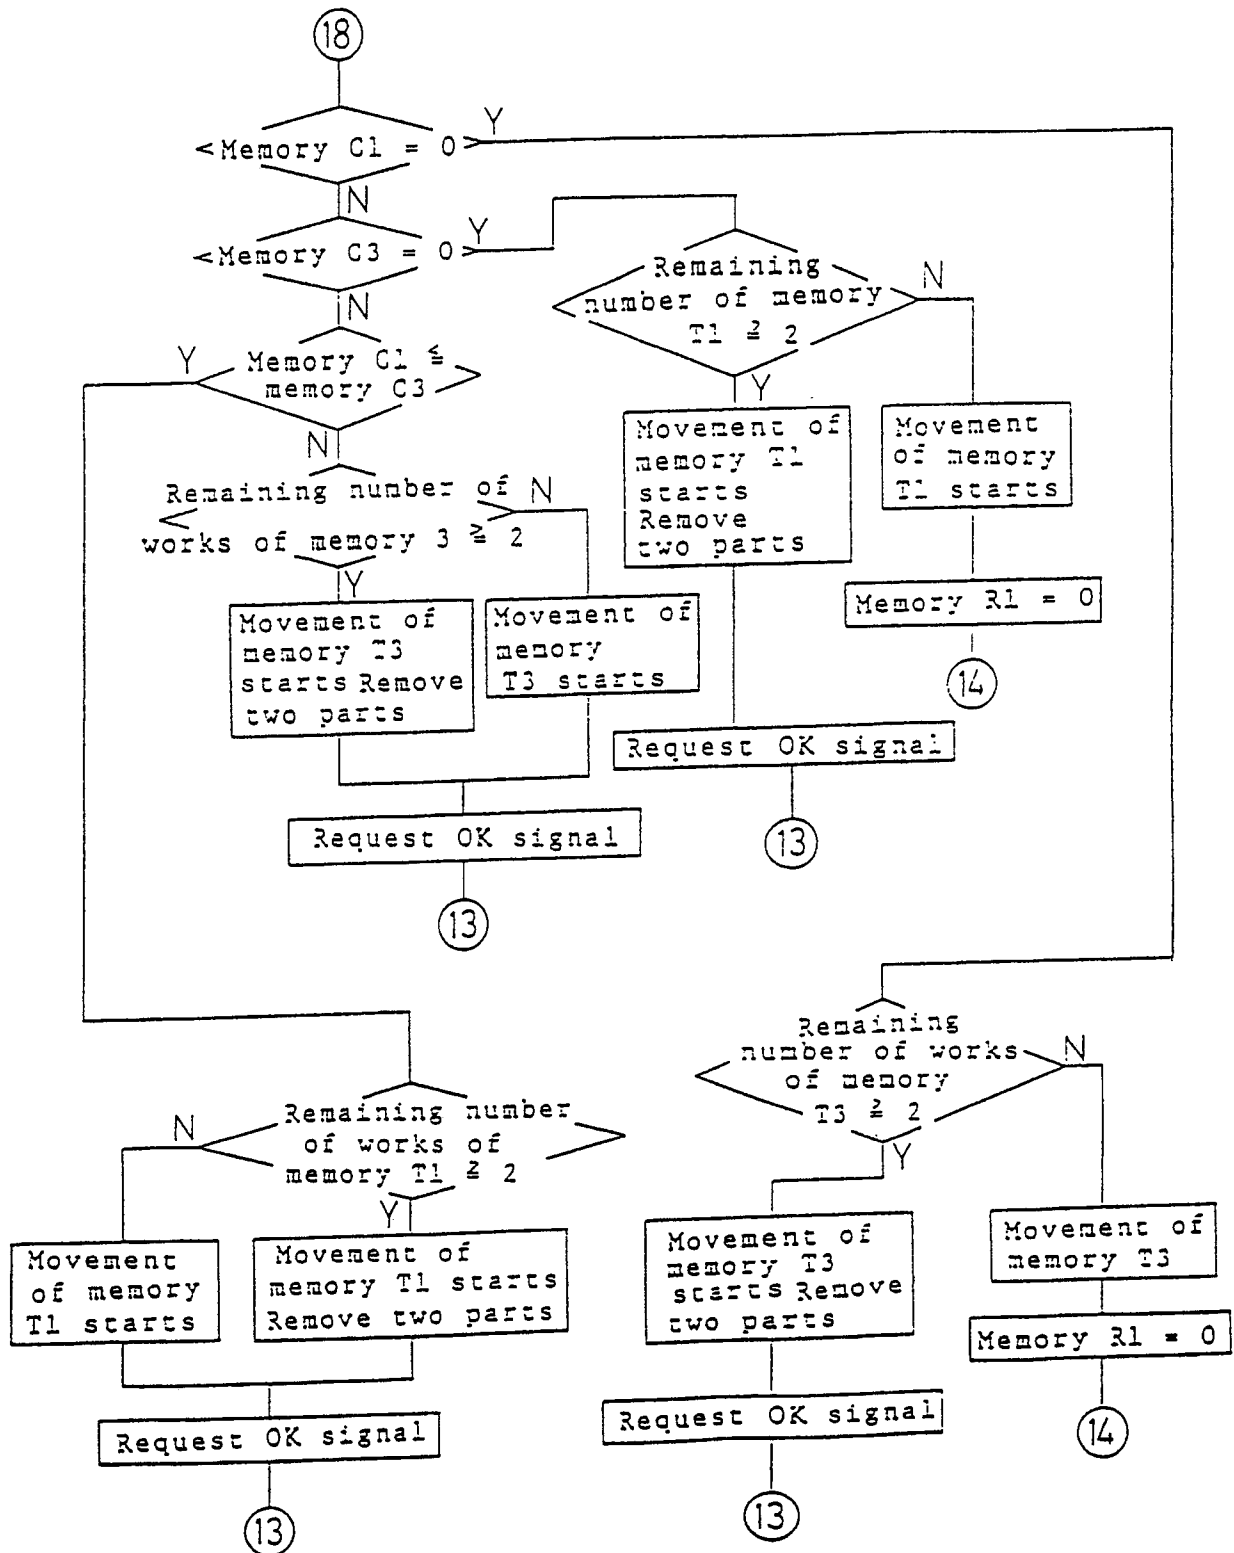 18
Memory C1 = 0
Y
N
Memory C3 = 0
Y
N
Memory C1 ≦
memory C3
Y
N
Remaining
number of memory
T1 ≧ 2
N
Y
Movement of
memory T1
starts
Remove
two parts
Movement
of memory
T1 starts
Memory R1 = 0
14
Request OK signal
13
Remaining number of
works of memory 3 ≧ 2
N
Y
Movement of
memory T3
starts Remove
two parts
Movement of
memory
T3 starts
Request OK signal
13
Remaining number
of works of
memory T1 ≧ 2
N
Y
Movement
of memory
T1 starts
Movement of
memory T1 starts
Remove two parts
Request OK signal
13
Remaining
number of works
of memory
T3 ≧ 2
N
Y
Movement of
memory T3
starts Remove
two parts
Movement of
memory T3
Memory R1 = 0
14
Request OK signal
13